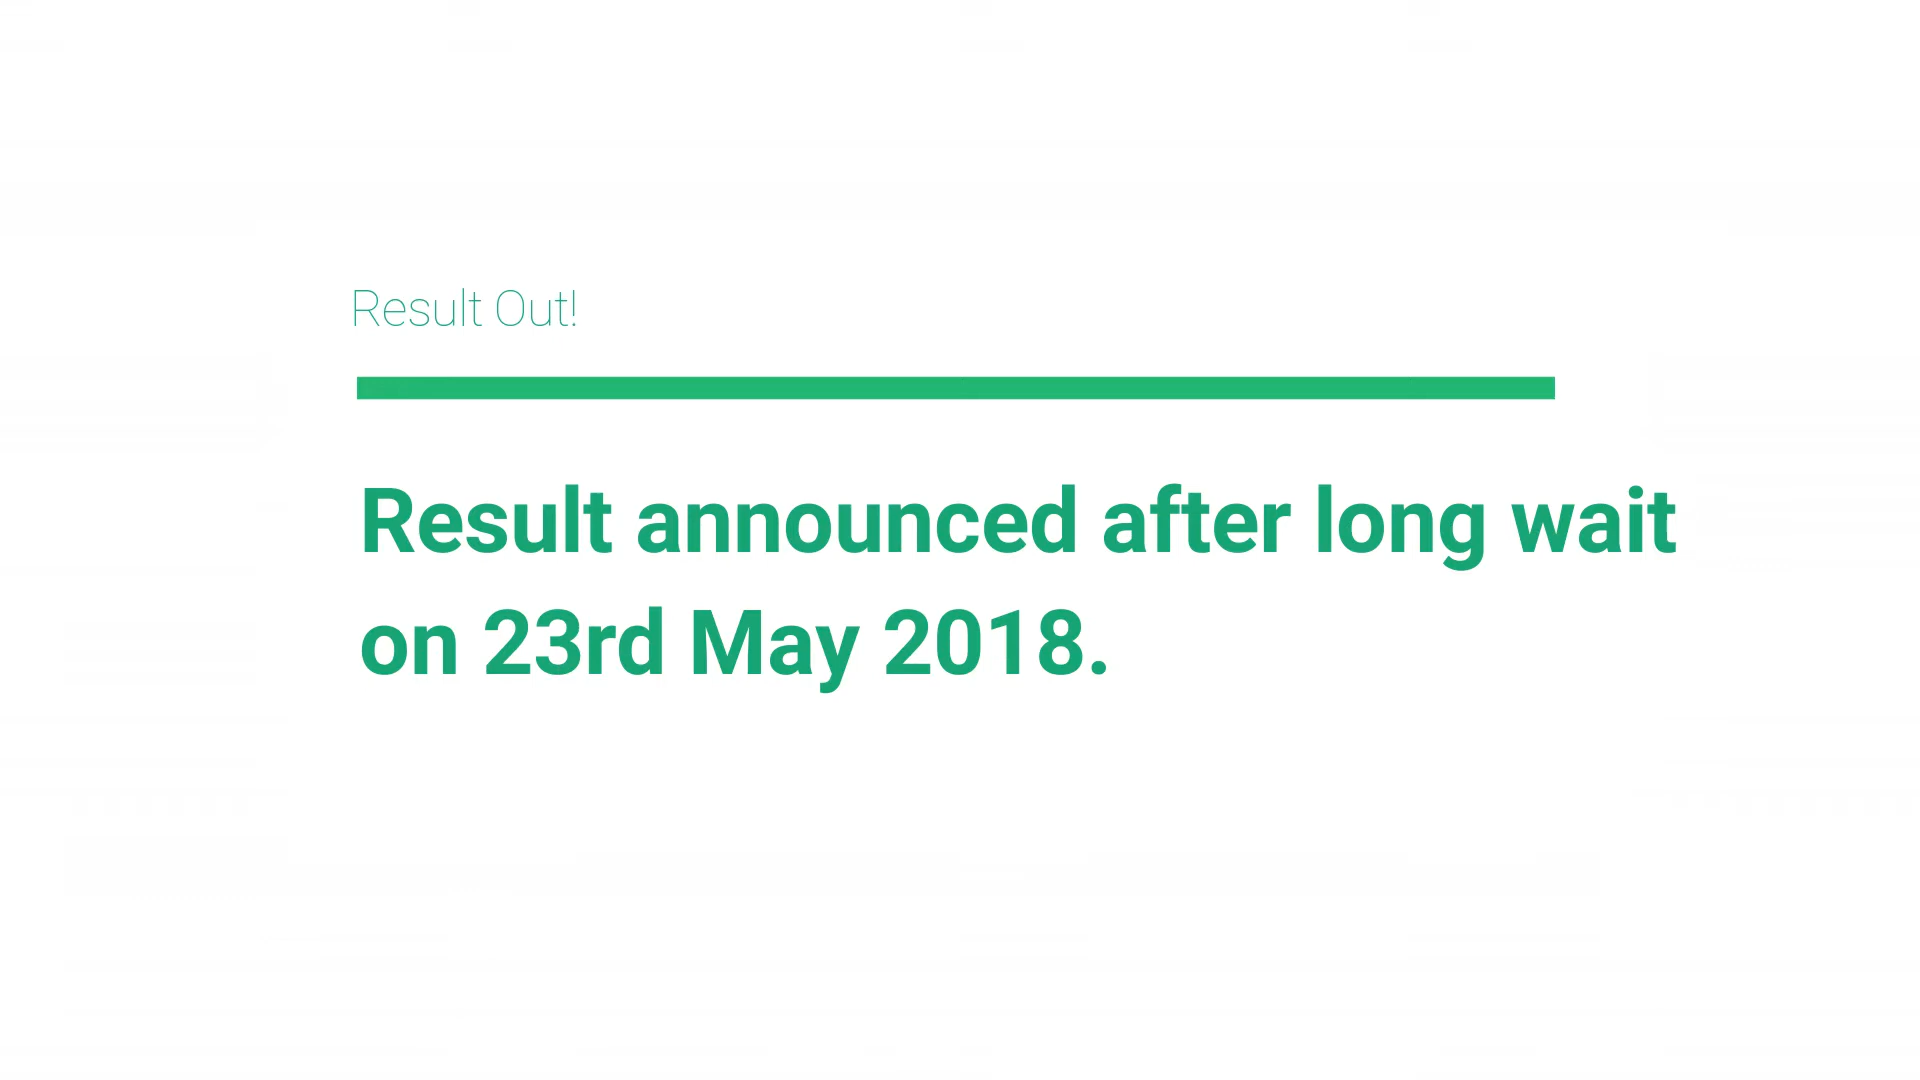 Result Out!
Result announced after long wait
on 23rd May 2018.